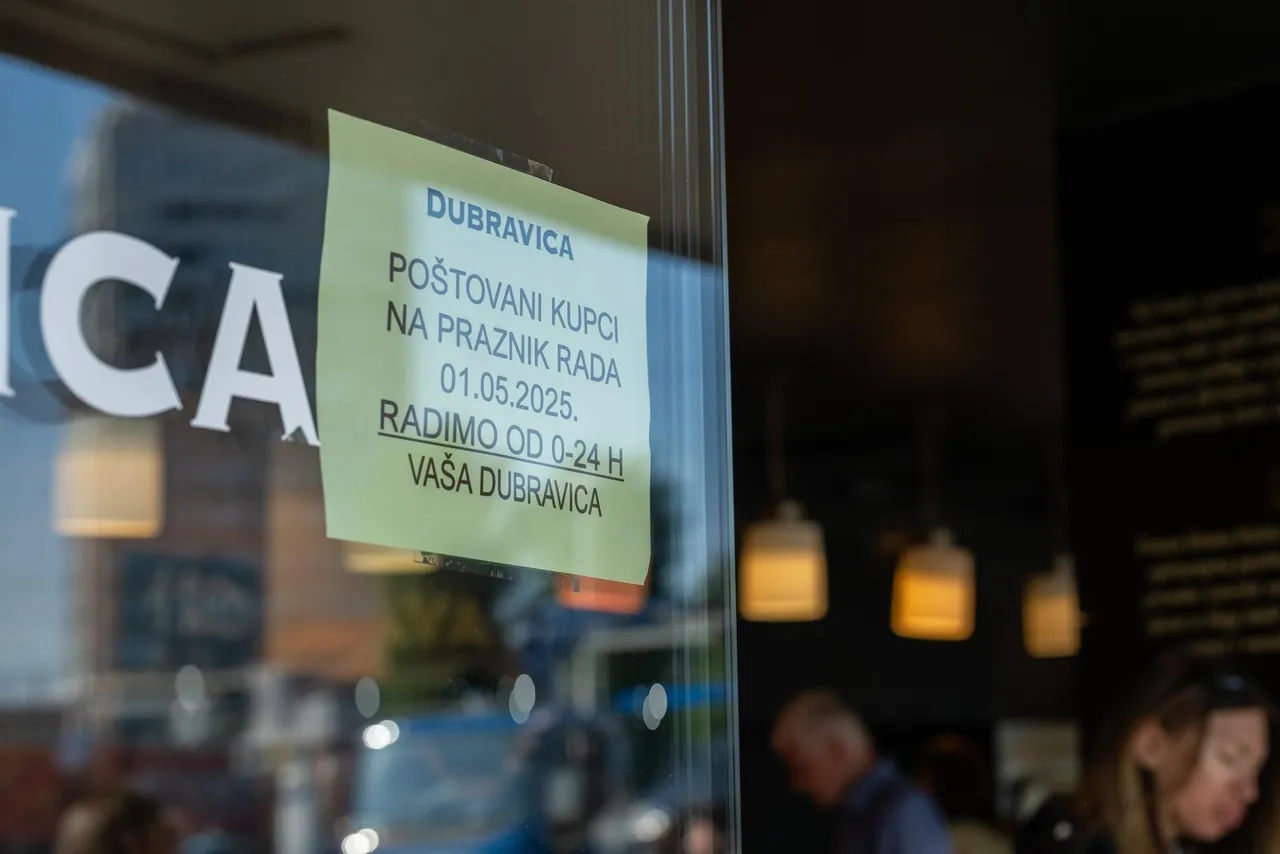 ICA
DUBRAVICA
POŠTOVANI KUPCI
NA PRAZNIK RADA
01.05.2025.
RADIMO OD 0-24 H
VAŠA DUBRAVICA